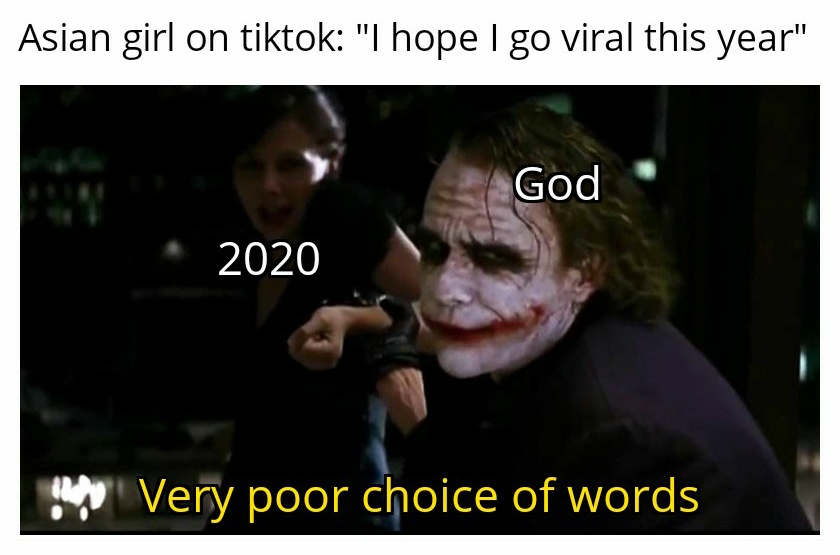 Asian girl on tiktok: "I hope I go viral this year"
God
2020
Very poor choice of words